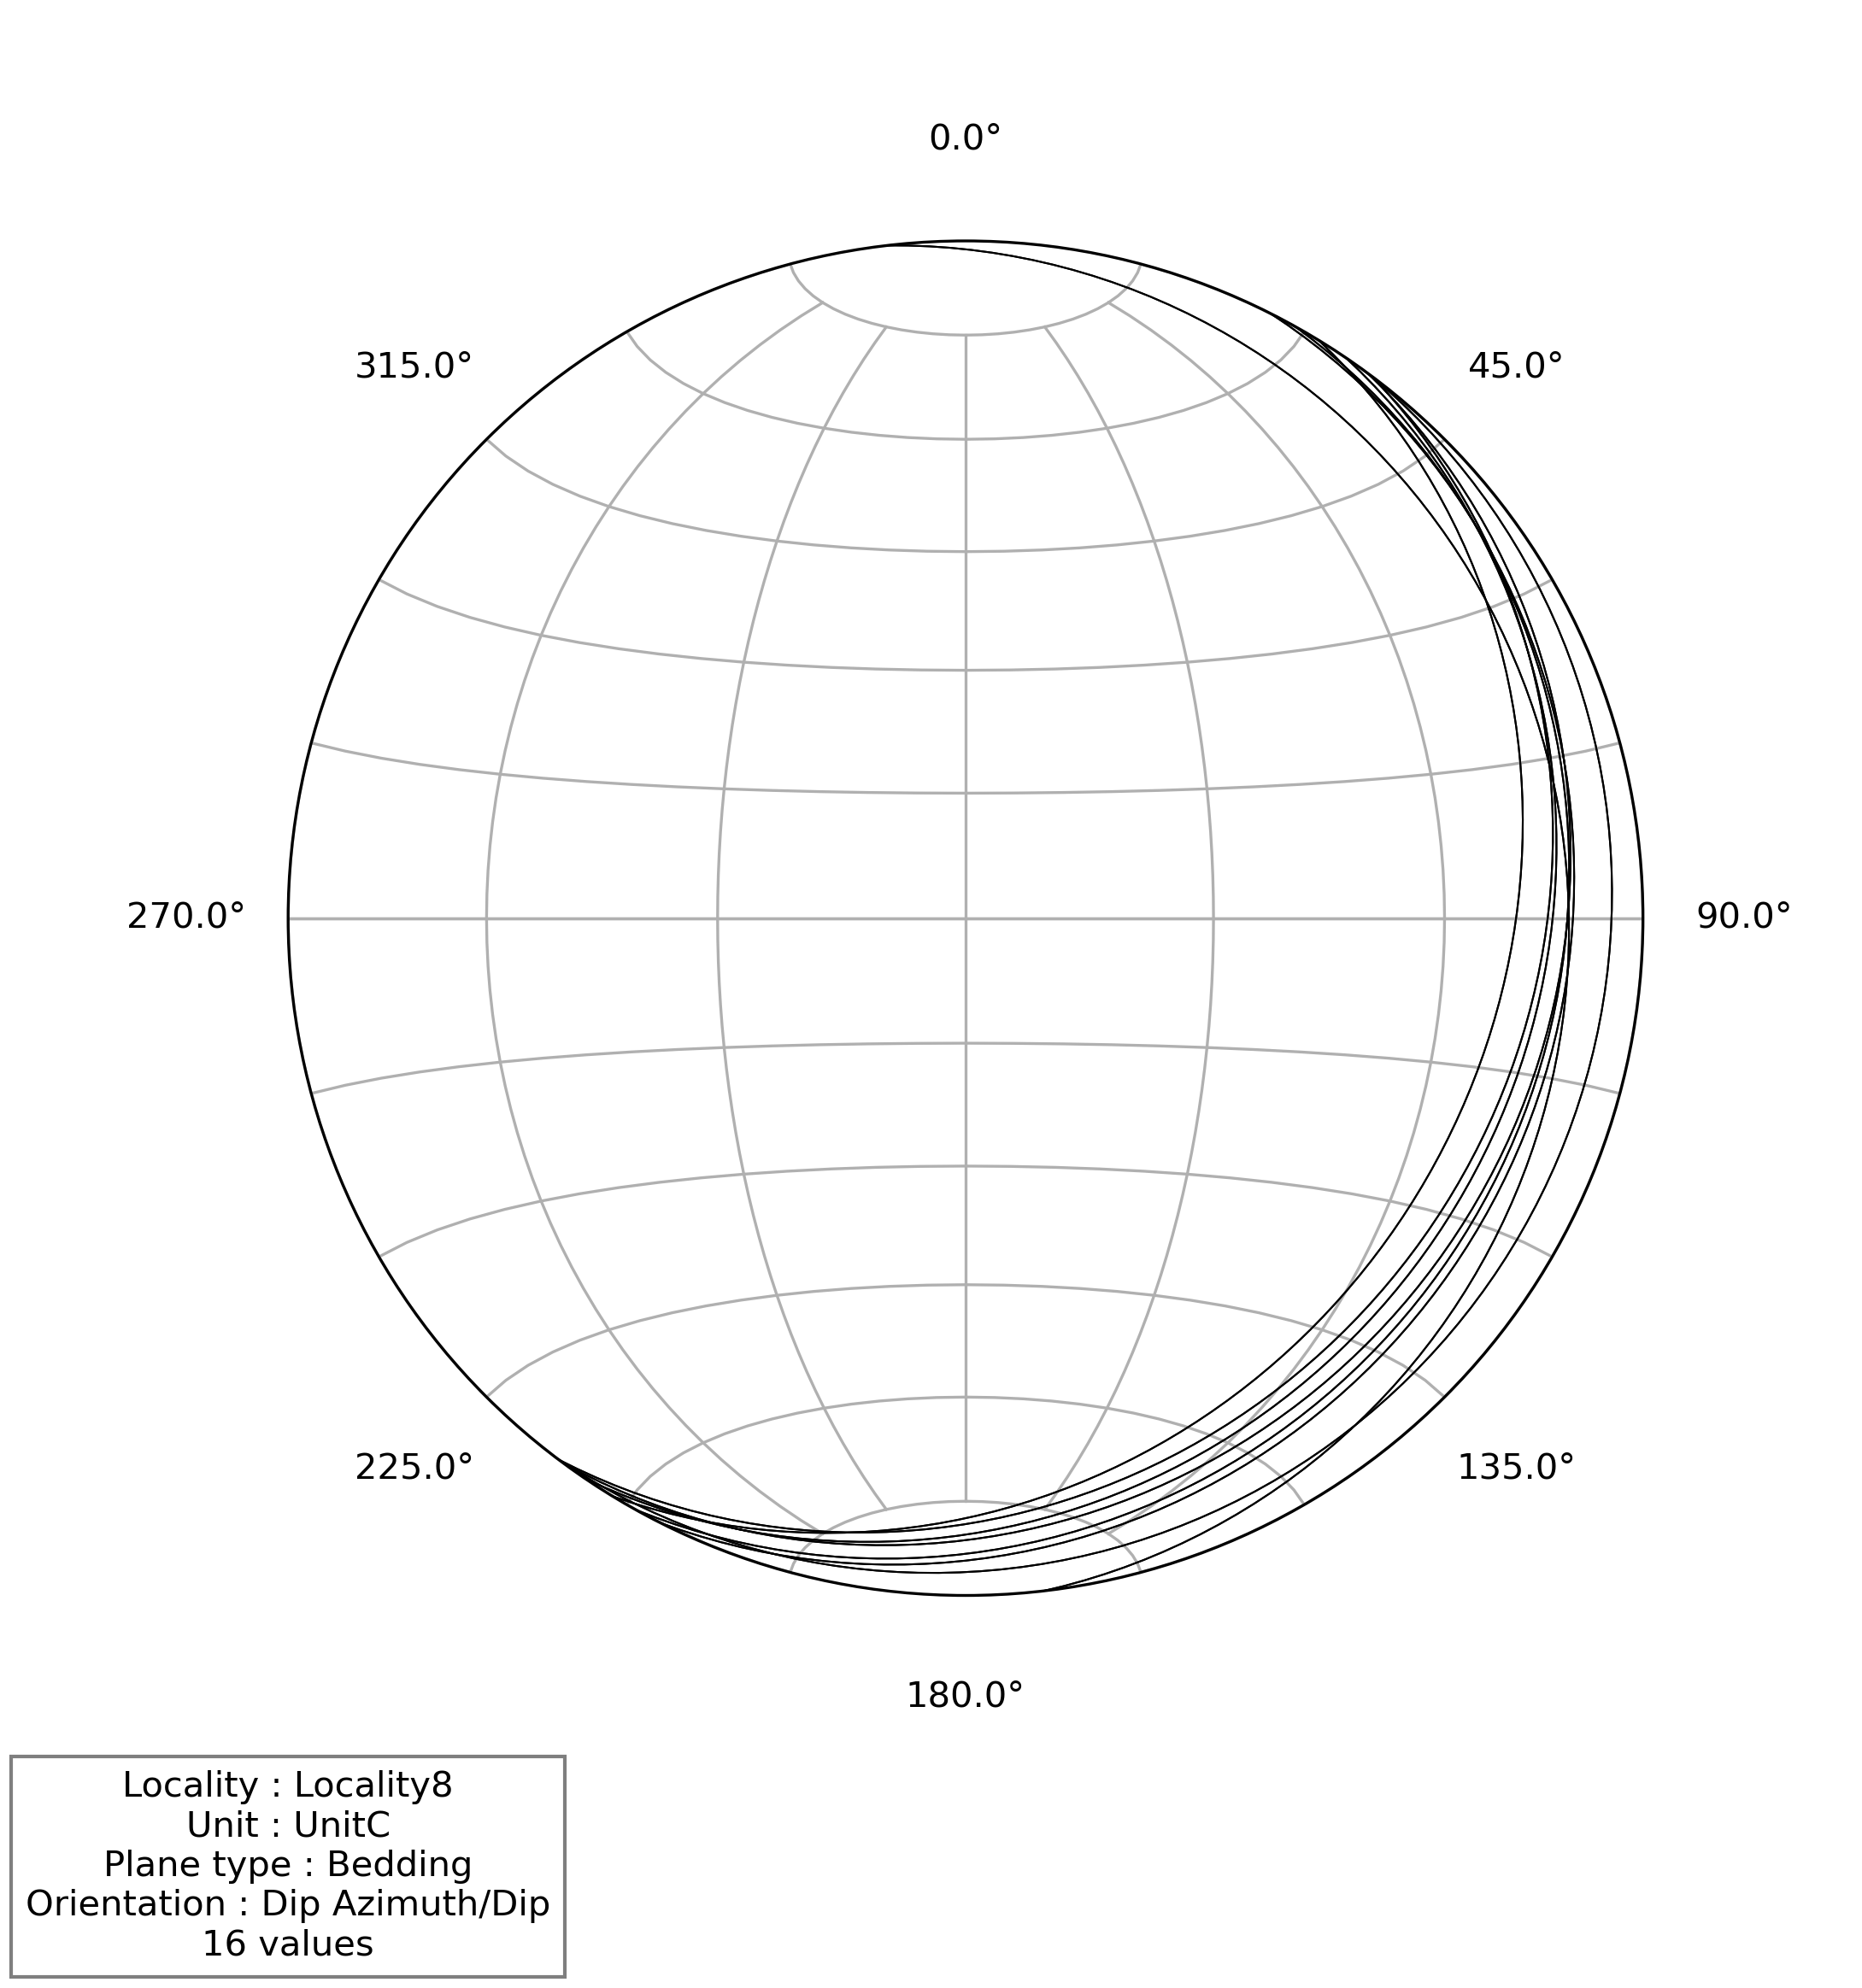 0.0°
315.0°
45.0°
270.0°
90.0°
225.0°
135.0°
180.0°
Locality : Locality8
Unit : UnitC
Plane type : Bedding
Orientation : Dip Azimuth/Dip
16 values